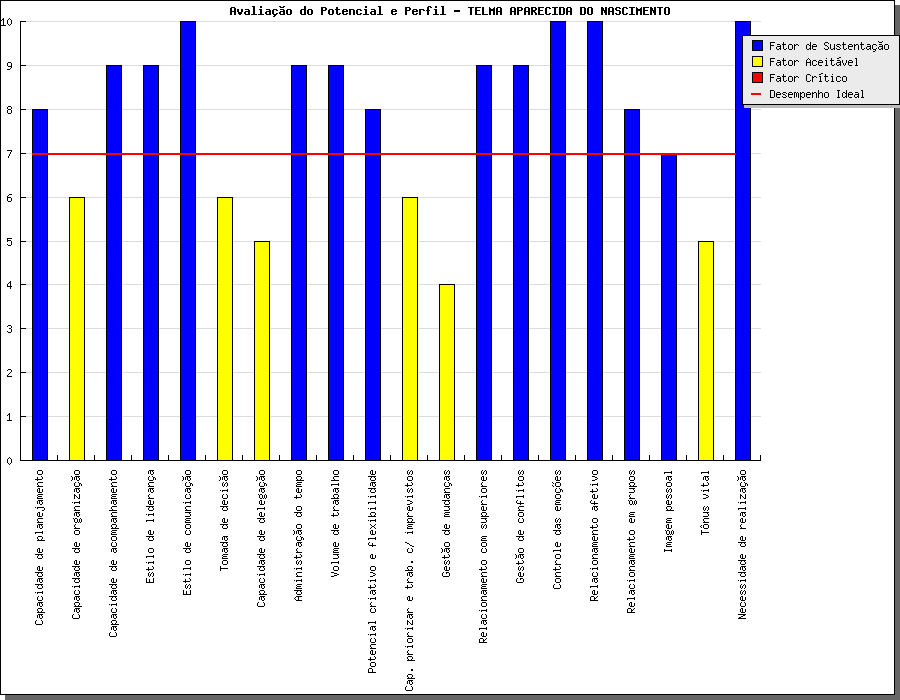 Avaliação do Potencial e Perfil - TELMA APARECIDA DO NASCIMENTO
Fator de Sustentação
Fator Aceitável
Fator Crítico
Desempenho Ideal
10
9
8
7
6
5
4
3
2
1
0
Capacidade de planejamento
Capacidade de organização
Capacidade de acompanhamento
Estilo de liderança
Estilo de comunicação
Tomada de decisão
Capacidade de delegação
Administração do tempo
Volume de trabalho
Potencial criativo e flexibilidade
Cap. priorizar e trab. c/ imprevistos
Gestão de mudanças
Relacionamento com superiores
Gestão de conflitos
Controle das emoções
Relacionamento afetivo
Relacionamento em grupos
Imagem pessoal
Tônus vital
Necessidade de realização